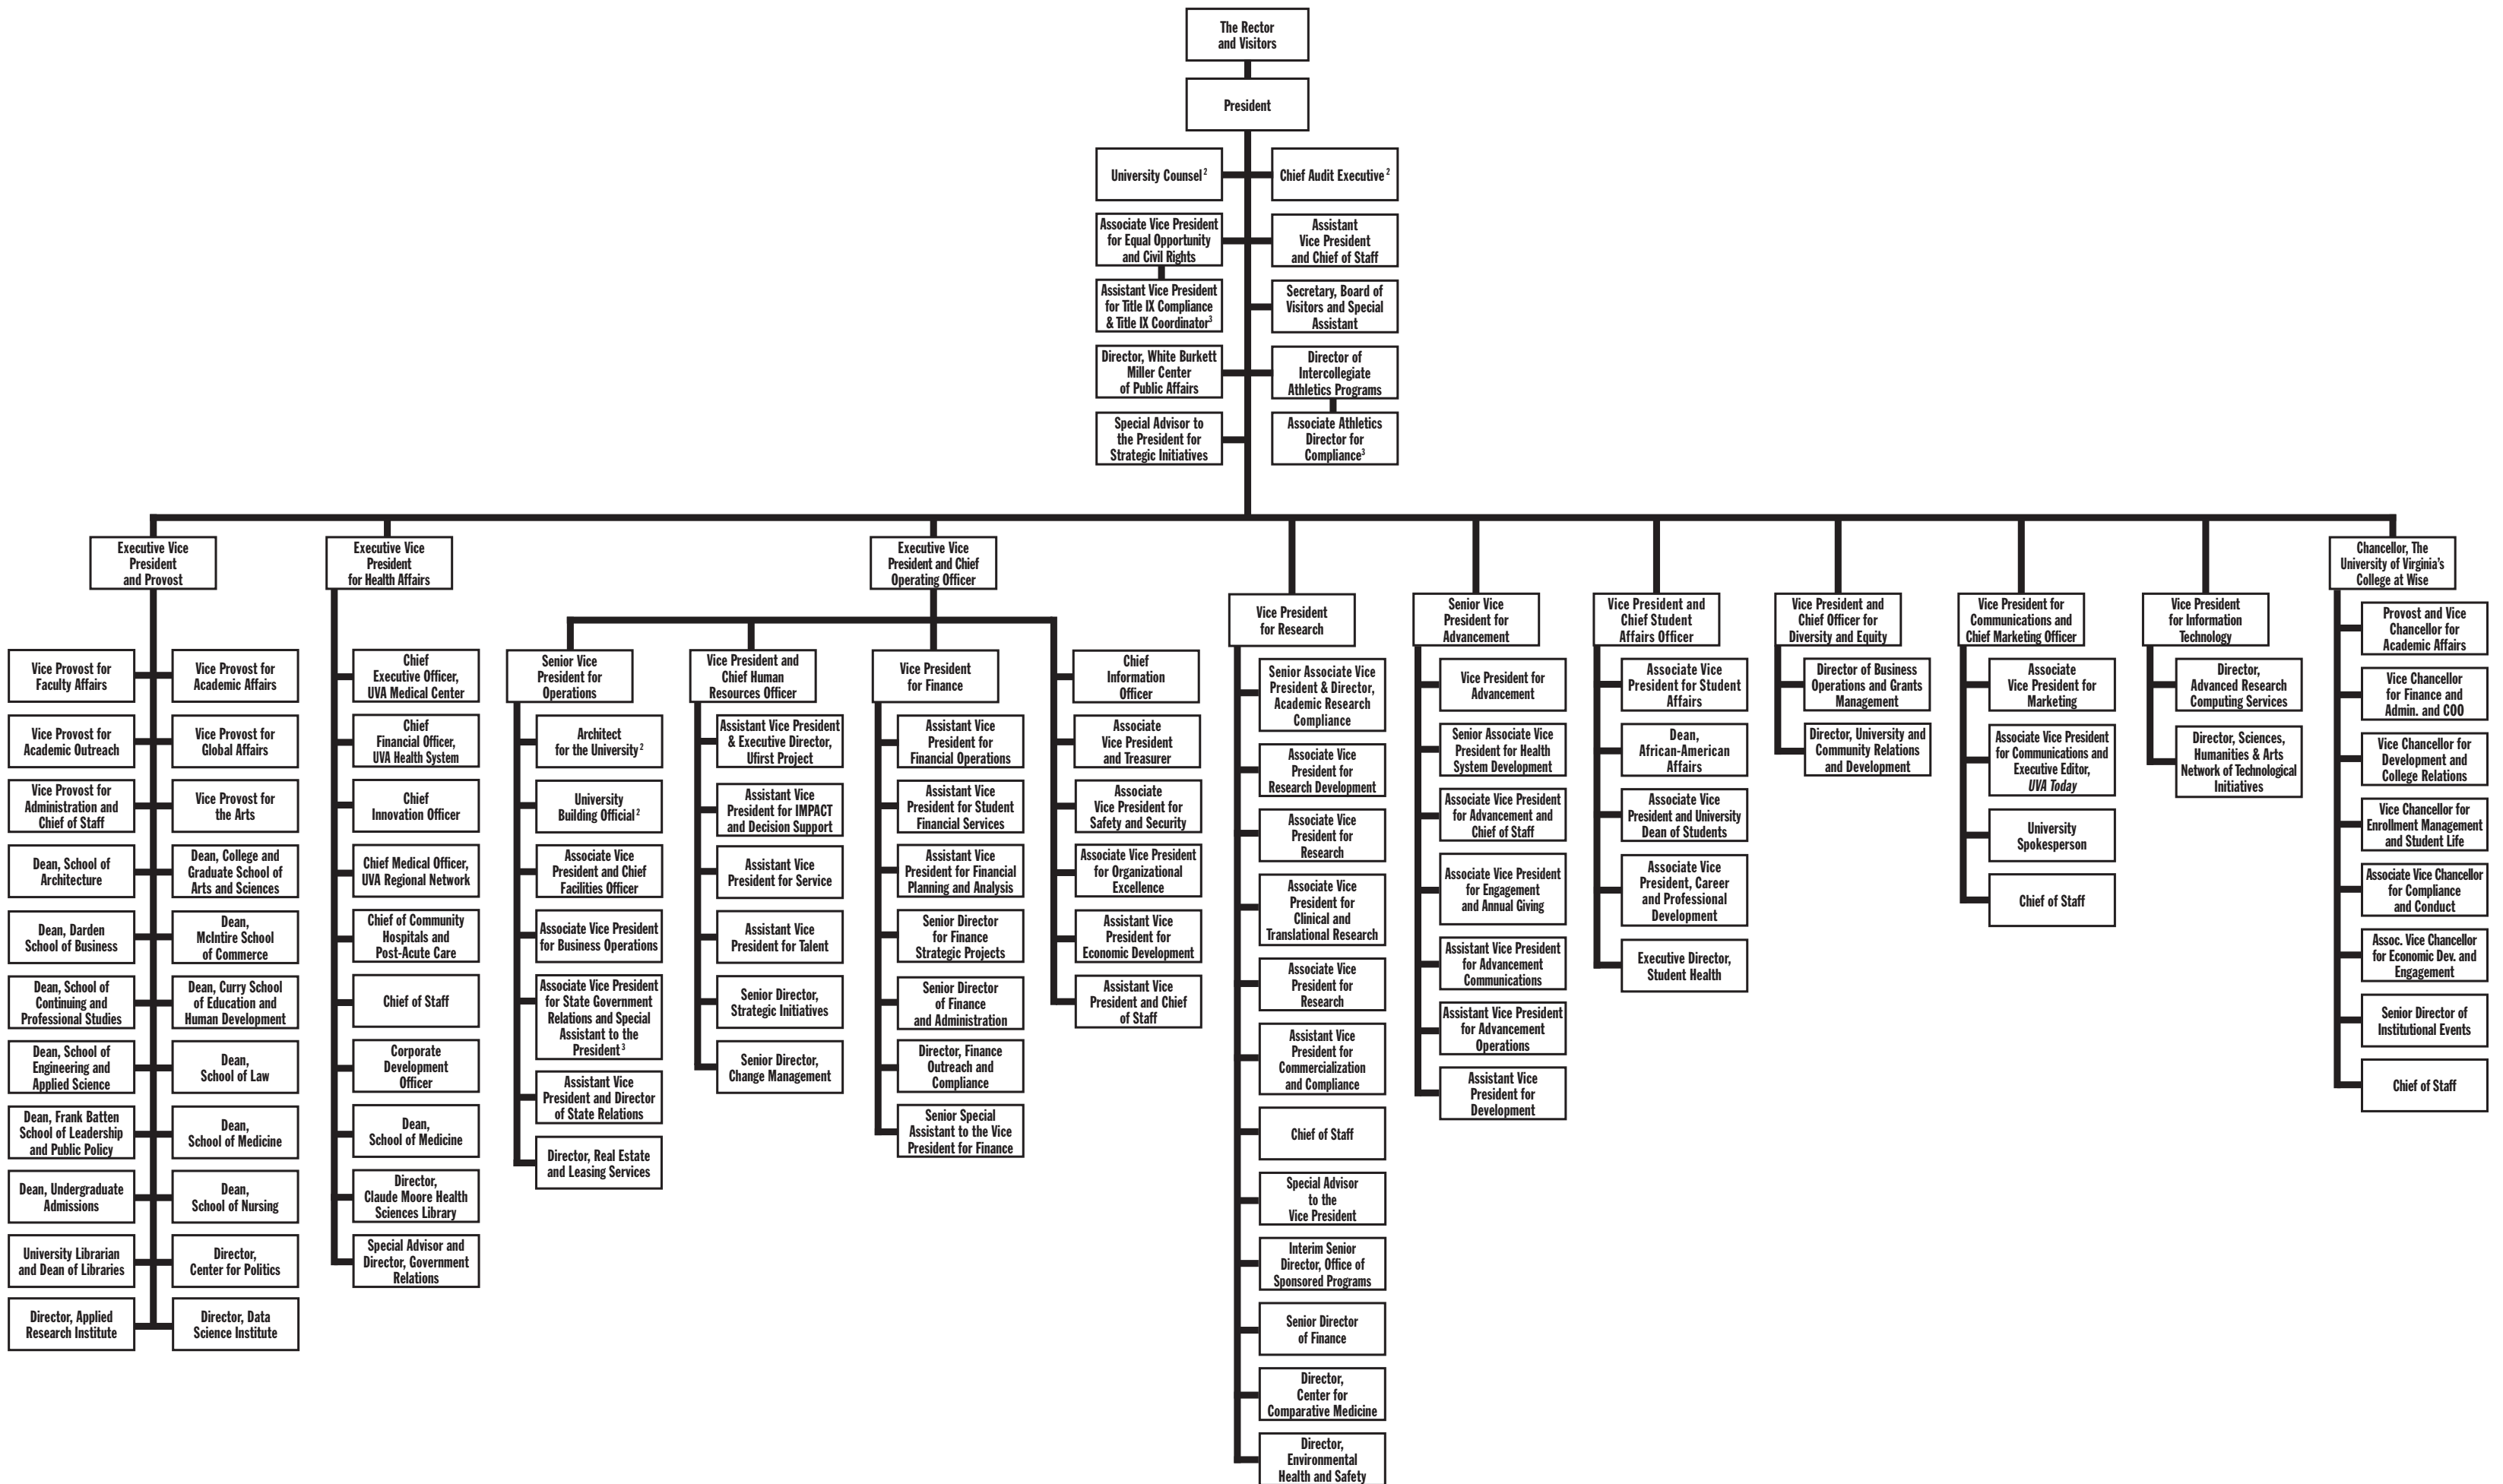 The Rector
and Visitors
President
University Counsel²
Chief Audit Executive²
Associate Vice President
for Equal Opportunity
and Civil Rights
Assistant
Vice President
and Chief of Staff
Assistant Vice President
for Title IX Compliance
& Title IX Coordinator³
Secretary, Board of
Visitors and Special
Assistant
Director, White Burkett
Miller Center
of Public Affairs
Director of
Intercollegiate
Athletics Programs
Special Advisor to
the President for
Strategic Initiatives
Associate Athletics
Director for
Compliance³
Executive Vice
President
and Provost
Vice Provost for
Faculty Affairs
Vice Provost for
Academic Affairs
Vice Provost for
Academic Outreach
Vice Provost for
Global Affairs
Vice Provost for
Administration and
Chief of Staff
Vice Provost for
the Arts
Dean, School of
Architecture
Dean, College and
Graduate School of
Arts and Sciences
Dean, Darden
School of Business
Dean,
McIntire School
of Commerce
Dean, School of
Continuing and
Professional Studies
Dean, Curry School
of Education and
Human Development
Dean, School of
Engineering and
Applied Science
Dean,
School of Law
Dean, Frank Batten
School of Leadership
and Public Policy
Dean,
School of Medicine
Dean, Undergraduate
Admissions
Dean,
School of Nursing
University Librarian
and Dean of Libraries
Director,
Center for Politics
Director, Applied
Research Institute
Director, Data
Science Institute
Executive Vice
President
for Health Affairs
Chief
Executive Officer,
UVA Medical Center
Chief
Financial Officer,
UVA Health System
Chief
Innovation Officer
Chief Medical Officer,
UVA Regional Network
Chief of Community
Hospitals and
Post-Acute Care
Chief of Staff
Corporate
Development
Officer
Dean,
School of Medicine
Director,
Claude Moore Health
Sciences Library
Special Advisor and
Director, Government
Relations
Executive Vice
President and Chief
Operating Officer
Senior Vice
President for
Operations
Architect
for the University²
University
Building Official²
Associate Vice
President and Chief
Facilities Officer
Associate Vice President
for Business Operations
Associate Vice President
for State Government
Relations and Special
Assistant to the
President³
Assistant Vice
President and Director
of State Relations
Director, Real Estate
and Leasing Services
Vice President and
Chief Human
Resources Officer
Assistant Vice President
& Executive Director,
Ufirst Project
Assistant Vice
President for IMPACT
and Decision Support
Assistant Vice
President for Service
Assistant Vice
President for Talent
Senior Director,
Strategic Initiatives
Senior Director,
Change Management
Vice President
for Finance
Assistant Vice
President for
Financial Operations
Assistant Vice
President for Student
Financial Services
Assistant Vice
President for Financial
Planning and Analysis
Senior Director
for Finance
Strategic Projects
Senior Director
of Finance
and Administration
Director, Finance
Outreach and
Compliance
Senior Special
Assistant to the Vice
President for Finance
Chief
Information
Officer
Associate
Vice President
and Treasurer
Associate
Vice President for
Safety and Security
Associate Vice President
for Organizational
Excellence
Assistant Vice
President for
Economic Development
Assistant Vice
President and Chief
of Staff
Vice President
for Research
Senior Associate Vice
President & Director,
Academic Research
Compliance
Associate Vice
President for
Research Development
Associate Vice
President for
Research
Associate Vice
President for
Clinical and
Translational Research
Associate Vice
President for
Research
Assistant Vice
President for
Commercialization
and Compliance
Chief of Staff
Special Advisor
to the
Vice President
Interim Senior
Director, Office of
Sponsored Programs
Senior Director
of Finance
Director,
Center for
Comparative Medicine
Director,
Environmental
Health and Safety
Senior Vice
President for
Advancement
Vice President for
Advancement
Senior Associate Vice
President for Health
System Development
Associate Vice President
for Advancement and
Chief of Staff
Associate Vice President
for Engagement
and Annual Giving
Assistant Vice President
for Advancement
Communications
Assistant Vice President
for Advancement
Operations
Assistant Vice
President for
Development
Vice President and
Chief Student
Affairs Officer
Associate Vice
President for Student
Affairs
Dean,
African-American
Affairs
Associate Vice
President and University
Dean of Students
Associate Vice
President, Career
and Professional
Development
Executive Director,
Student Health
Vice President and
Chief Officer for
Diversity and Equity
Director of Business
Operations and Grants
Management
Director, University and
Community Relations
and Development
Vice President for
Communications and
Chief Marketing Officer
Associate
Vice President for
Marketing
Associate Vice President
for Communications and
Executive Editor,
UVA Today
University
Spokesperson
Chief of Staff
Vice President
for Information
Technology
Director,
Advanced Research
Computing Services
Director, Sciences,
Humanities & Arts
Network of Technological
Initiatives
Chancellor, The
University of Virginia's
College at Wise
Provost and Vice
Chancellor for
Academic Affairs
Vice Chancellor
for Finance and
Admin. and COO
Vice Chancellor for
Development and
College Relations
Vice Chancellor for
Enrollment Management
and Student Life
Associate Vice Chancellor
for Compliance
and Conduct
Assoc. Vice Chancellor
for Economic Dev. and
Engagement
Senior Director of
Institutional Events
Chief of Staff